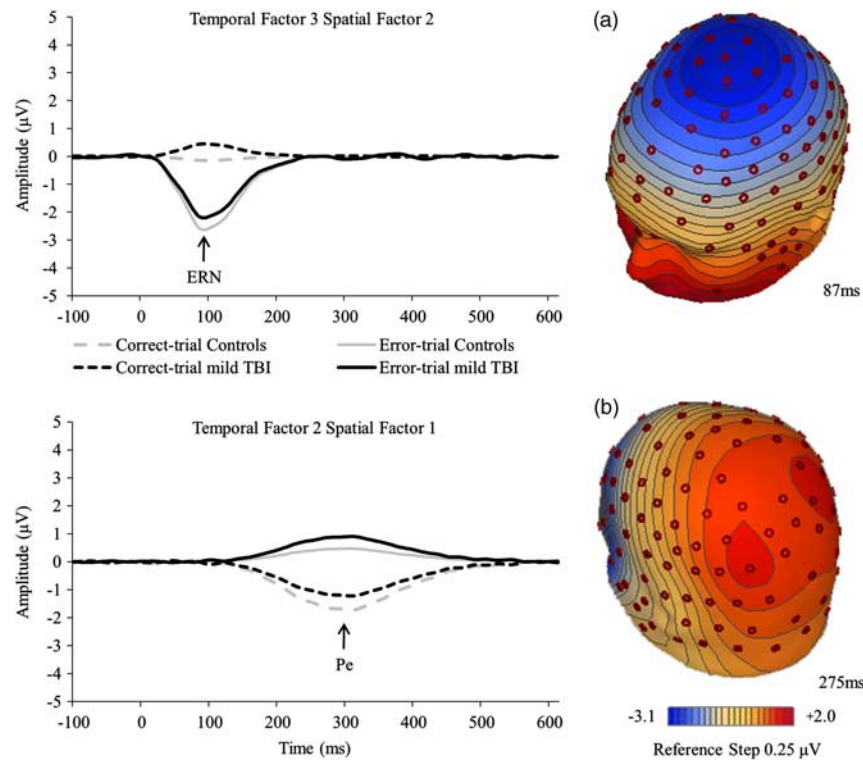 Temporal Factor 3 Spatial Factor 2
(a)
Amplitude (µV)
5
4
3
2
1
0
-1
-2
-3
-4
-5
ERN
-100 0 100 200 300 400 500 600
87ms
Correct-trial Controls Error-trial Controls
Correct-trial mild TBI Error-trial mild TBI
Temporal Factor 2 Spatial Factor 1
(b)
Amplitude (µV)
5
4
3
2
1
0
-1
-2
-3
-4
-5
Pe
-100 0 100 200 300 400 500 600
Time (ms)
275ms
-3.1 +2.0
Reference Step 0.25 µV